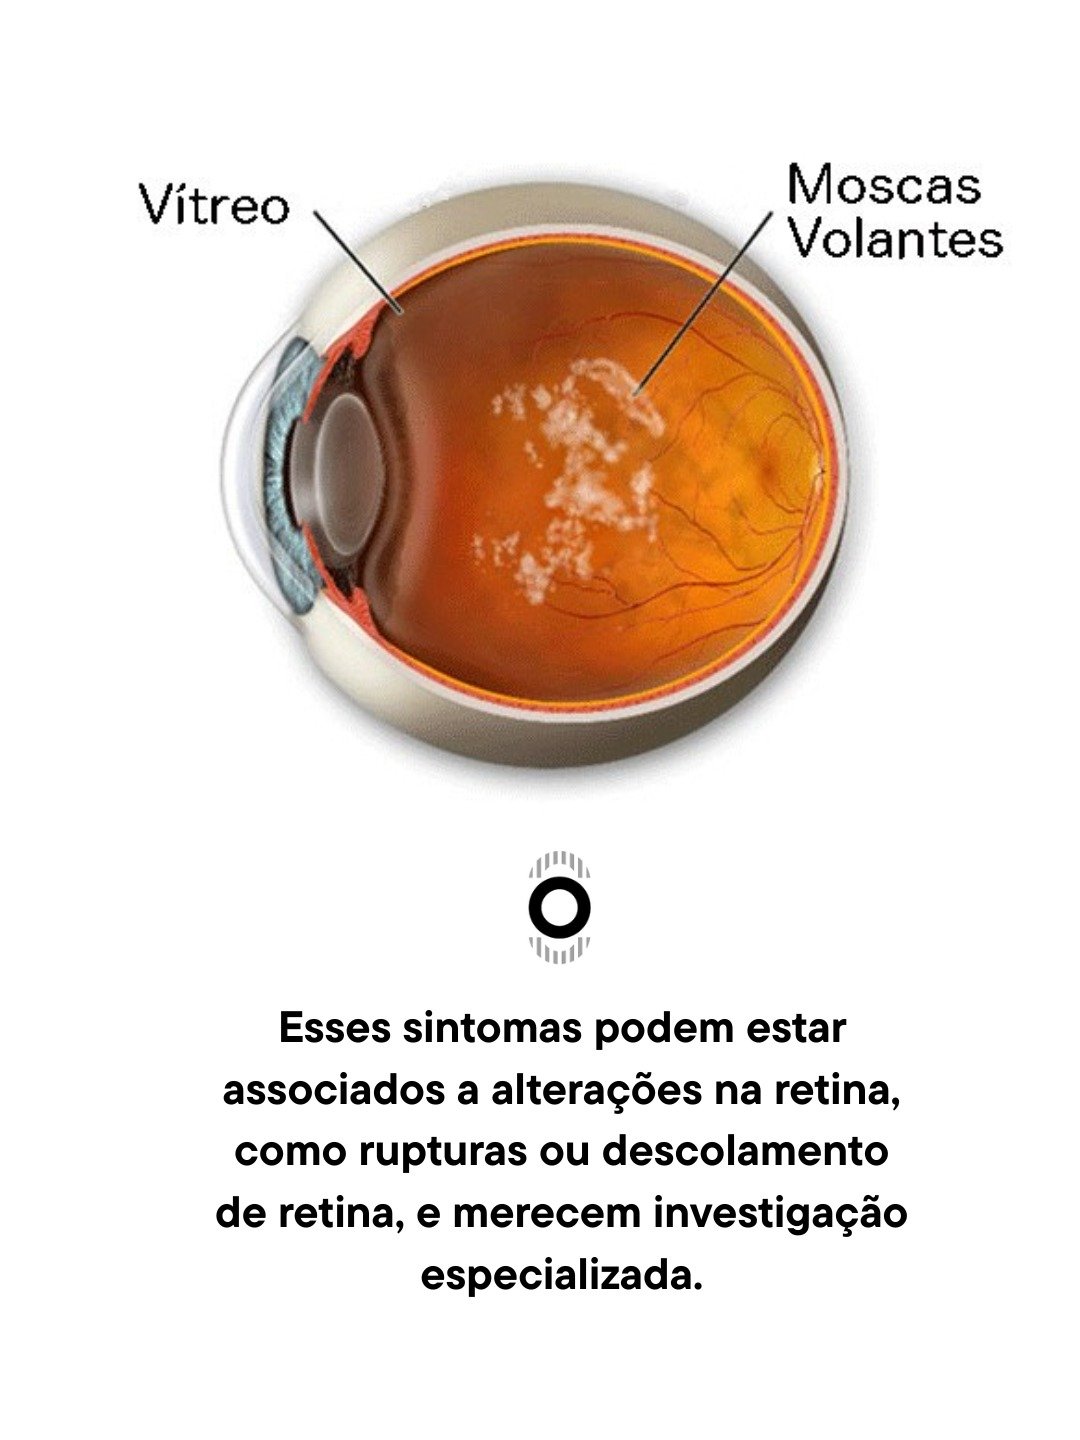 Vítreo
Moscas
Volantes
Esses sintomas podem estar
associados a alterações na retina,
como rupturas ou descolamento
de retina, e merecem investigação
especializada.